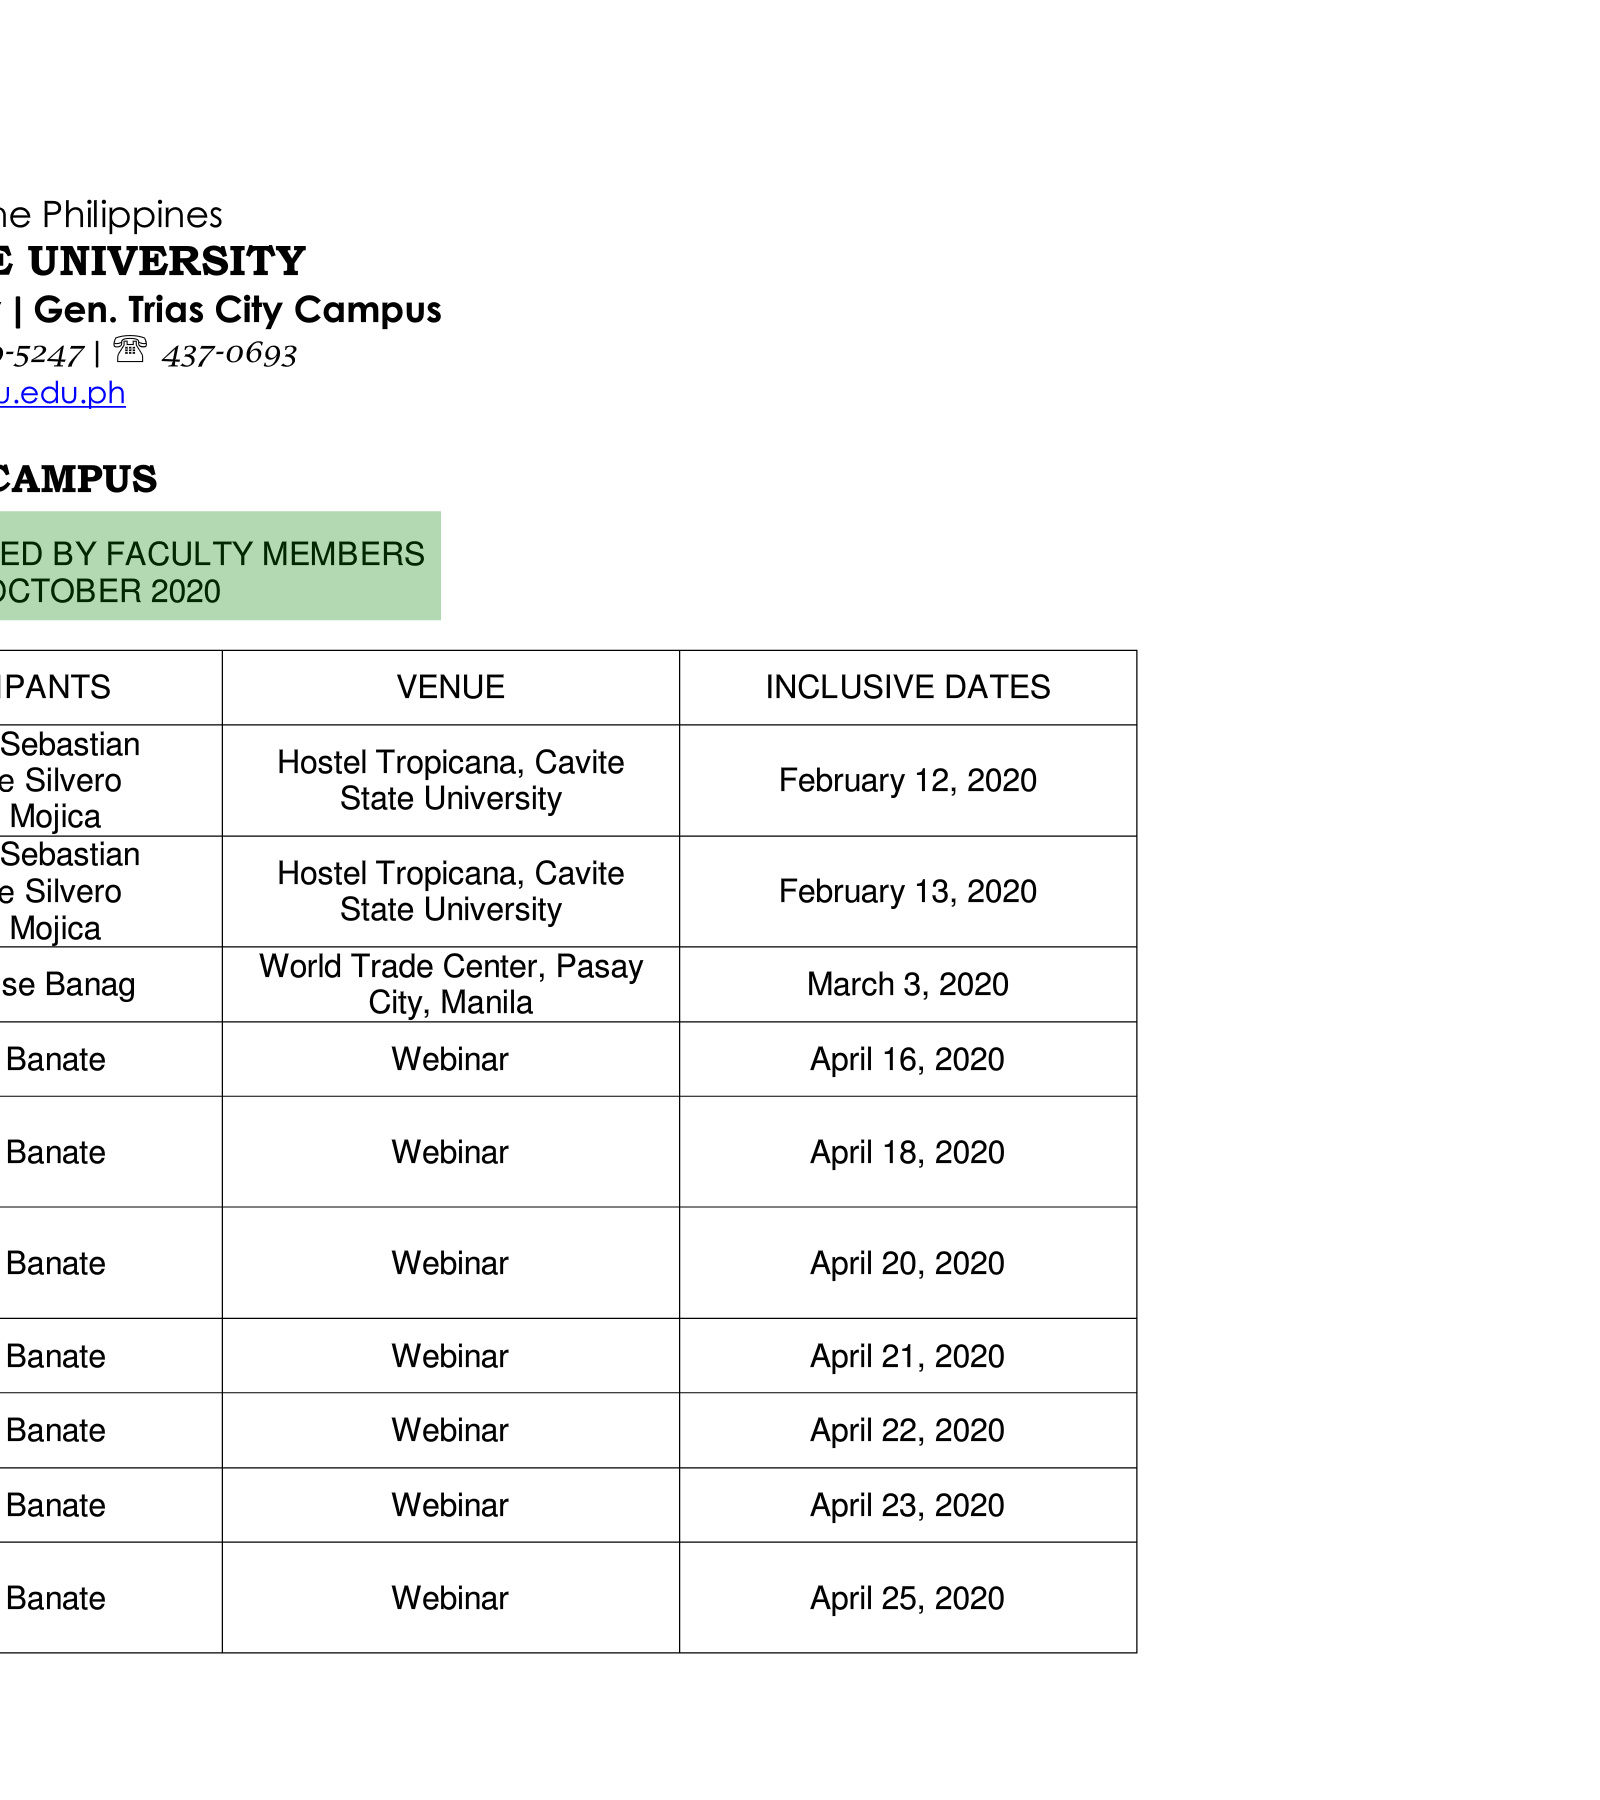 ne Philippines
E UNIVERSITY
| Gen. Trias City Campus
-5247 | ☏ 437-0693
u.edu.ph
CAMPUS
ED BY FACULTY MEMBERS
OCTOBER 2020
IPANTS VENUE INCLUSIVE DATES
Sebastian
e Silvero
Mojica
Hostel Tropicana, Cavite
State University
February 12, 2020
Sebastian
e Silvero
Mojica
Hostel Tropicana, Cavite
State University
February 13, 2020
se Banag
World Trade Center, Pasay
City, Manila
March 3, 2020
Banate Webinar April 16, 2020
Banate Webinar April 18, 2020
Banate Webinar April 20, 2020
Banate Webinar April 21, 2020
Banate Webinar April 22, 2020
Banate Webinar April 23, 2020
Banate Webinar April 25, 2020